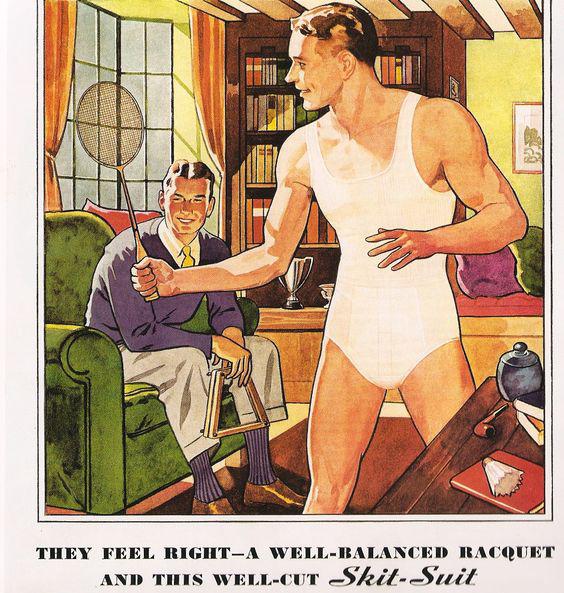 THEY FEEL RIGHT—A WELL-BALANCED RACQUET
AND THIS WELL-CUT Skit-Suit